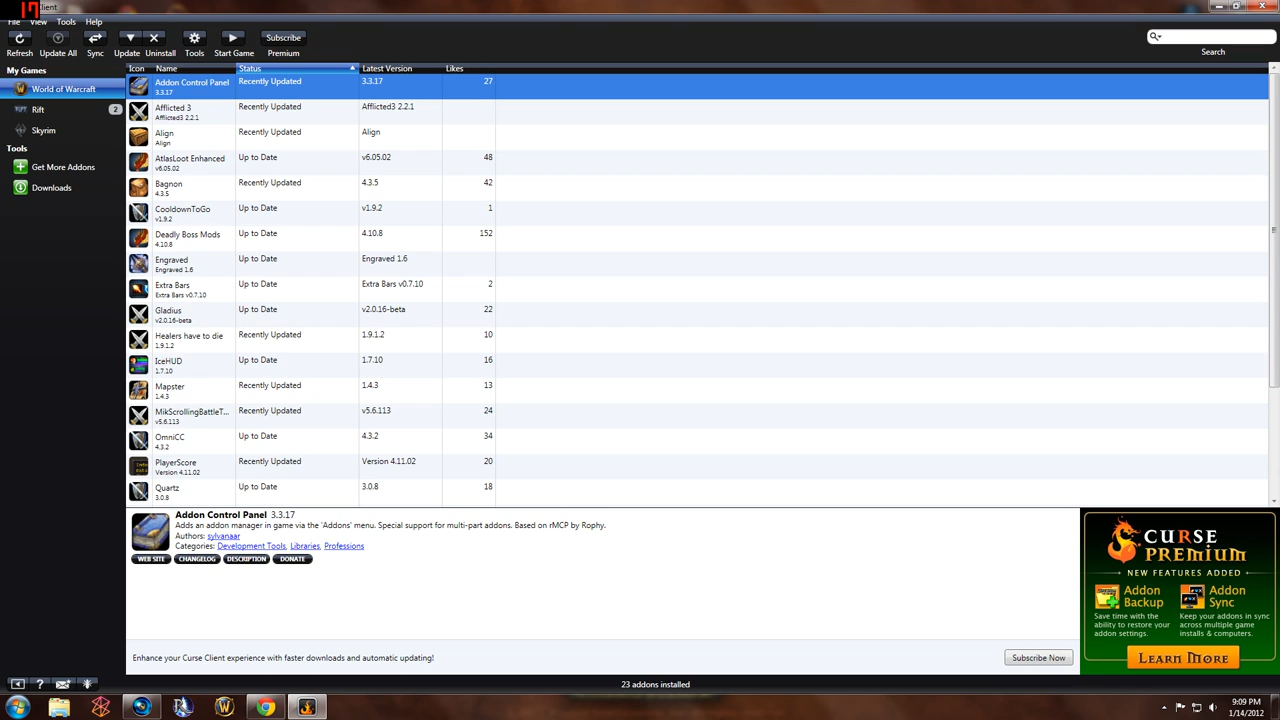 17
lient
File View Tools Help
Refresh Update All Sync Update Uninstall Tools Start Game Subscribe Premium
Search
My Games
World of Warcraft
Rift 2
Skyrim
Tools
Get More Addons
Downloads
Icon Name Status Latest Version Likes
Addon Control Panel Recently Updated 3.3.17 27
3.3.17
Afflicted 3 Recently Updated Afflicted3 2.2.1
Afflicted3 2.2.1
Align Recently Updated Align
Align
AtlasLoot Enhanced Up to Date v6.05.02 48
v6.05.02
Bagnon Recently Updated 4.3.5 42
4.3.5
CooldownToGo Up to Date v1.9.2 1
v1.9.2
Deadly Boss Mods Up to Date 4.10.8 152
4.10.8
Engraved Up to Date Engraved 1.6
Engraved 1.6
Extra Bars Up to Date Extra Bars v0.7.10 2
Extra Bars v0.7.10
Gladius Up to Date v2.0.16-beta 22
v2.0.16-beta
Healers have to die Recently Updated 1.9.1.2 10
1.9.1.2
IceHUD Up to Date 1.7.10 16
1.7.10
Mapster Recently Updated 1.4.3 13
1.4.3
MikScrollingBattleT... Recently Updated v5.6.113 24
v5.6.113
OmniCC Up to Date 4.3.2 34
4.3.2
PlayerScore Recently Updated Version 4.11.02 20
Version 4.11.02
Quartz Up to Date 3.0.8 18
3.0.8
Addon Control Panel 3.3.17
Adds an addon manager in game via the 'Addons' menu. Special support for multi-part addons. Based on rMCP by Rophy.
Authors: sylvanaar
Categories: Development Tools, Libraries, Professions
WEB SITE CHANGELOG DESCRIPTION DONATE
Enhance your Curse Client experience with faster downloads and automatic updating!
Subscribe Now
CURSE
PREMIUM
NEW FEATURES ADDED
Addon Backup
Save time with the ability to restore your addon settings.
Addon Sync
Keep your addons in sync across multiple game installs & computers.
LEARN MORE
23 addons installed
9:09 PM
1/14/2012